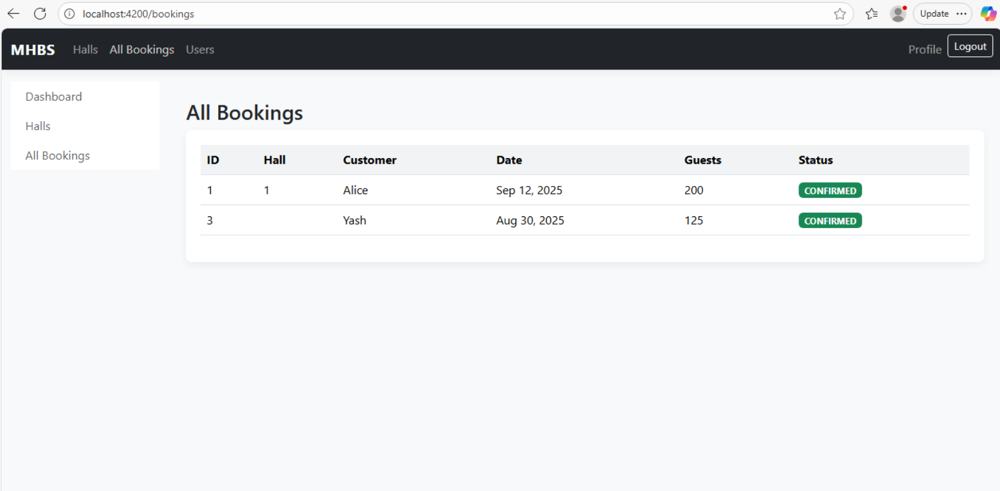 localhost:4200/bookings Update
MHBS Halls All Bookings Users Profile Logout
Dashboard
Halls
All Bookings
All Bookings
ID Hall Customer Date Guests Status
1 1 Alice Sep 12, 2025 200 CONFIRMED
3 Yash Aug 30, 2025 125 CONFIRMED